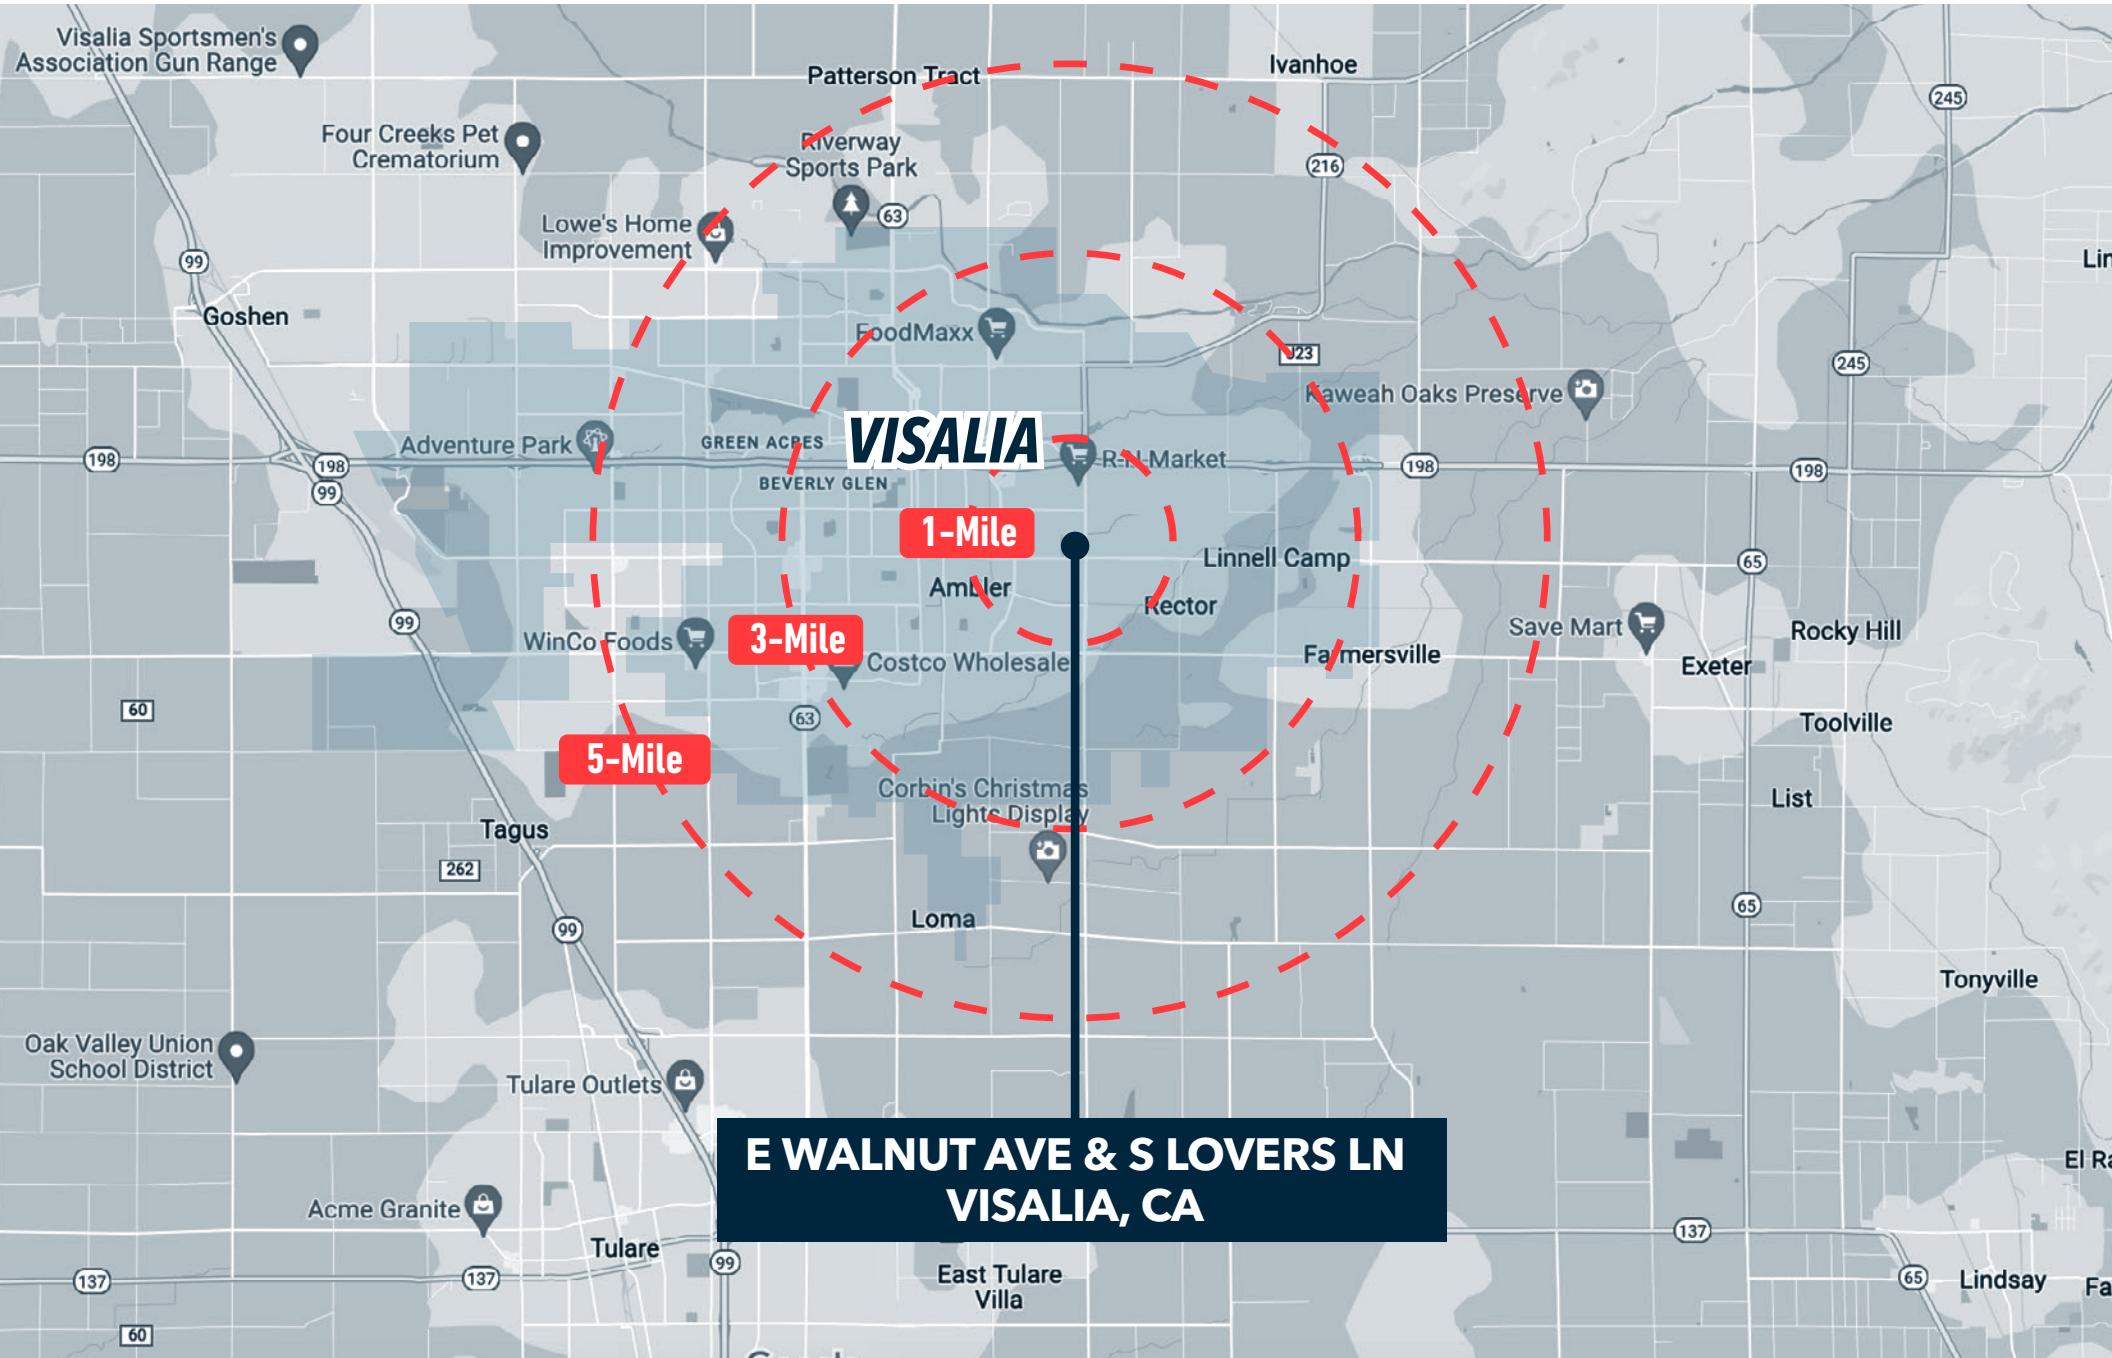 Visalia Sportsmen's
Association Gun Range
Patterson Tract
Ivanhoe
245
Four Creeks Pet
Crematorium
Riverway
Sports Park
216
63
Lowe's Home
Improvement
99
Lin
Goshen
FoodMaxx
J23
245
Kaweah Oaks Preserve
Adventure Park
GREEN ACRES
VISALIA
198
198
R-N Market
198
198
99
BEVERLY GLEN
1-Mile
Linnell Camp
65
Ambler
Rector
99
WinCo Foods
3-Mile
Save Mart
Rocky Hill
Costco Wholesale
Farmersville
Exeter
60
63
Toolville
5-Mile
Corbin's Christmas
Lights Display
List
Tagus
262
Loma
65
99
Tonyville
Oak Valley Union
School District
Tulare Outlets
E WALNUT AVE & S LOVERS LN
VISALIA, CA
El Ra
Acme Granite
137
Tulare
99
137
137
East Tulare
Villa
65
Lindsay
Fa
60